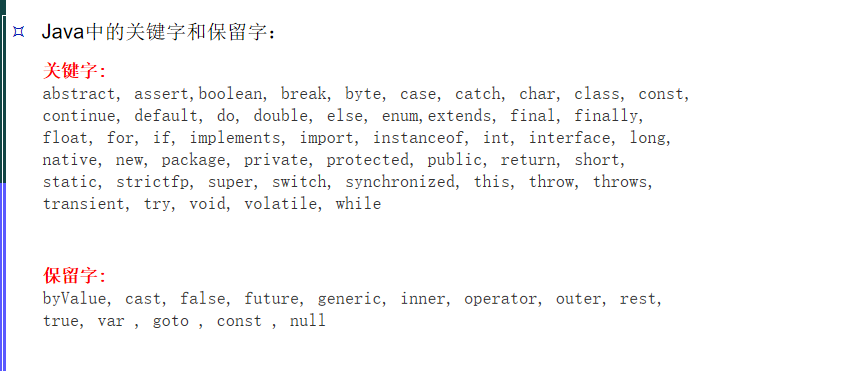 ¤ Java中的关键字和保留字：
关键字:
abstract, assert,boolean, break, byte, case, catch, char, class, const,
continue, default, do, double, else, enum,extends, final, finally,
float, for, if, implements, import, instanceof, int, interface, long,
native, new, package, private, protected, public, return, short,
static, strictfp, super, switch, synchronized, this, throw, throws,
transient, try, void, volatile, while
保留字:
byValue, cast, false, future, generic, inner, operator, outer, rest,
true, var , goto , const , null